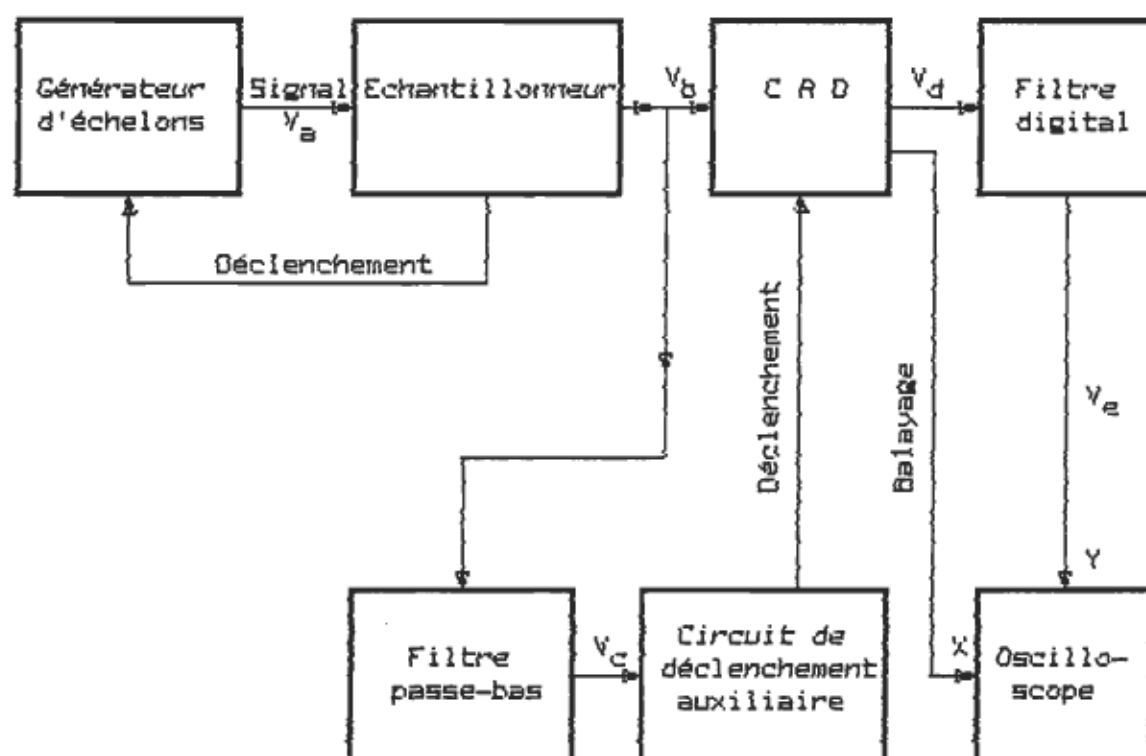 Générateur
d'échelons
Signal
Va
Echantillonneur
Vb
C A D
Vd
Filtre
digital
Déclenchement
Déclenchement
Balayage
Ve
Y
Filtre
passe-bas
Vc
Circuit de
déclenchement
auxiliaire
X
Oscillo-
scope